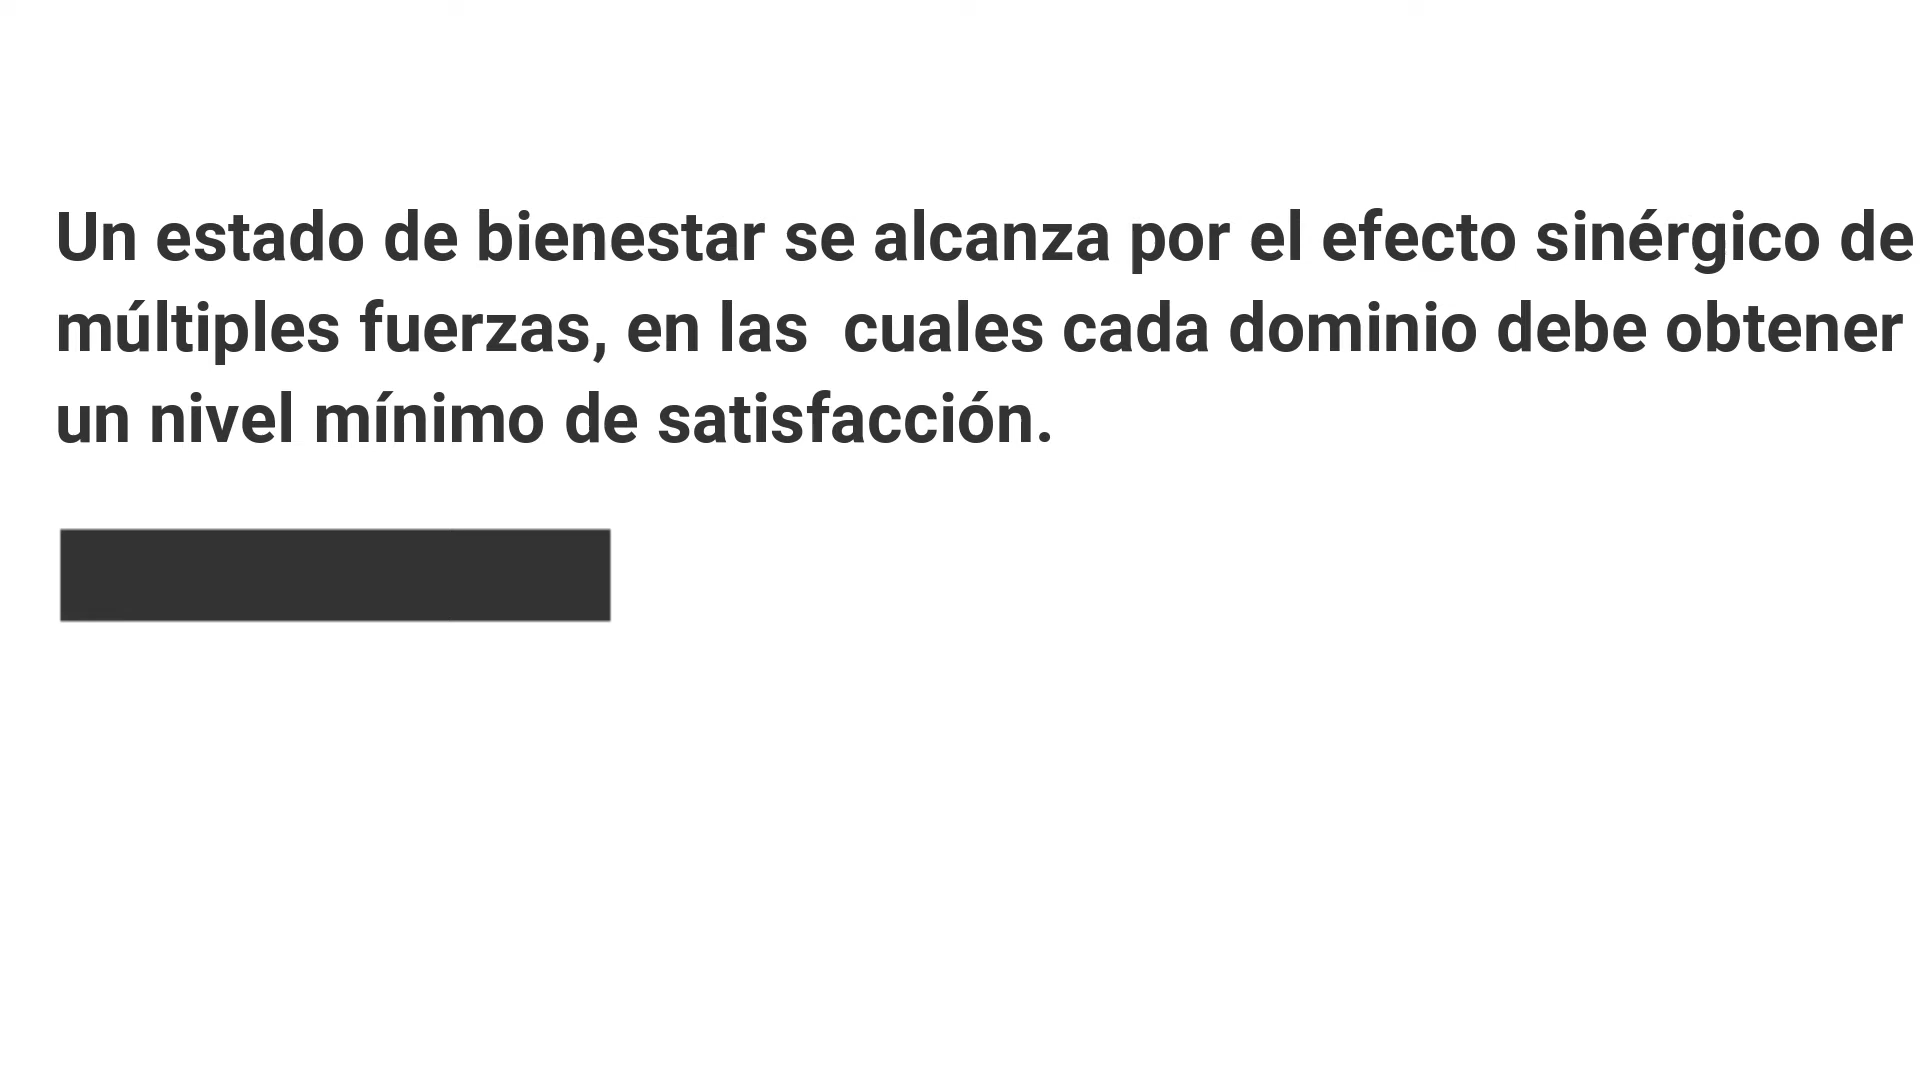 Un estado de bienestar se alcanza por el efecto sinérgico de
múltiples fuerzas, en las  cuales cada dominio debe obtener
un nivel mínimo de satisfacción.